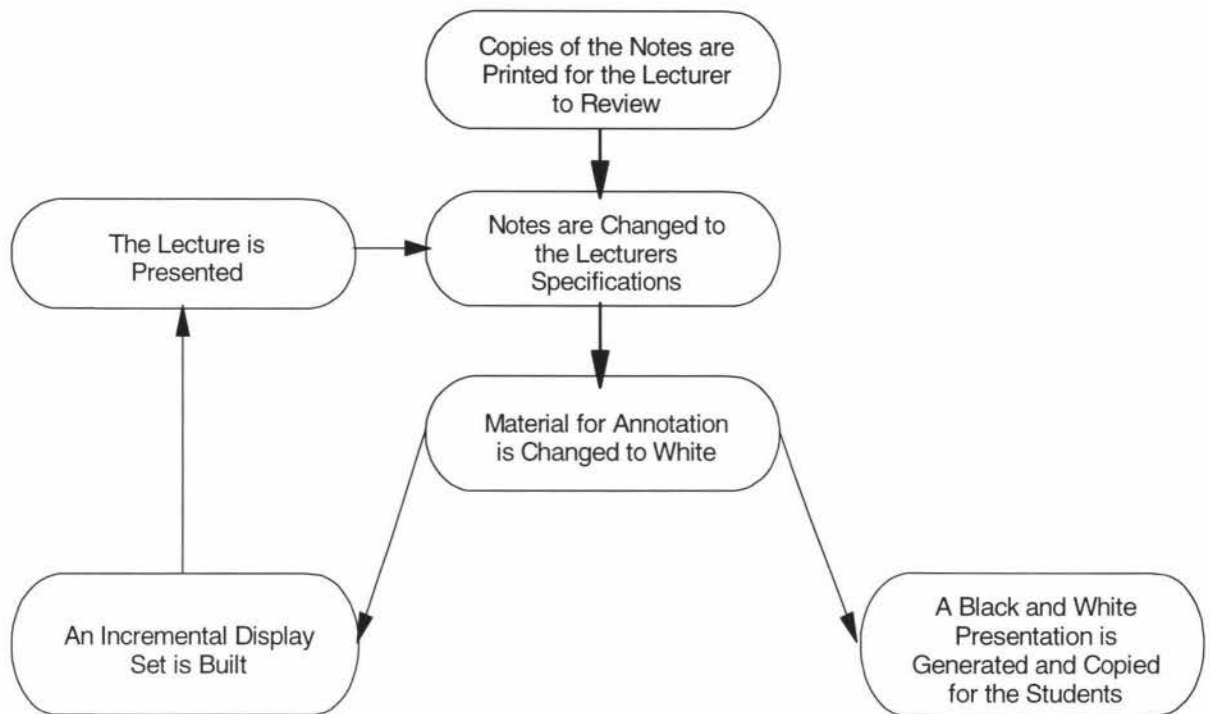 Copies of the Notes are
Printed for the Lecturer
to Review
The Lecture is
Presented
Notes are Changed to
the Lecturers
Specifications
Material for Annotation
is Changed to White
An Incremental Display
Set is Built
A Black and White
Presentation is
Generated and Copied
for the Students